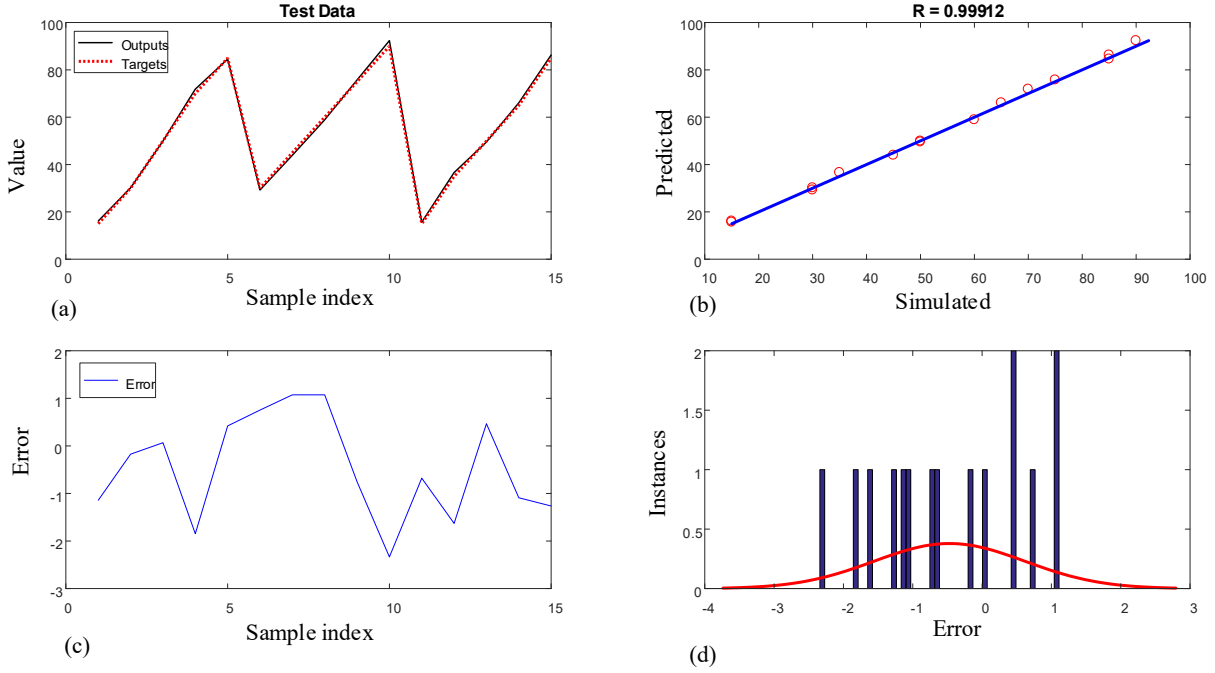 Test Data
100
80
60
40
20
0
Value
Outputs
Targets
0 5 10 15
Sample index
(a)
R = 0.99912
100
80
60
40
20
0
Predicted
10 20 30 40 50 60 70 80 90 100
Simulated
(b)
2
1
0
-1
-2
-3
Error
Error
0 5 10 15
Sample index
(c)
2
1.5
1
0.5
0
Instances
-4 -3 -2 -1 0 1 2 3
Error
(d)